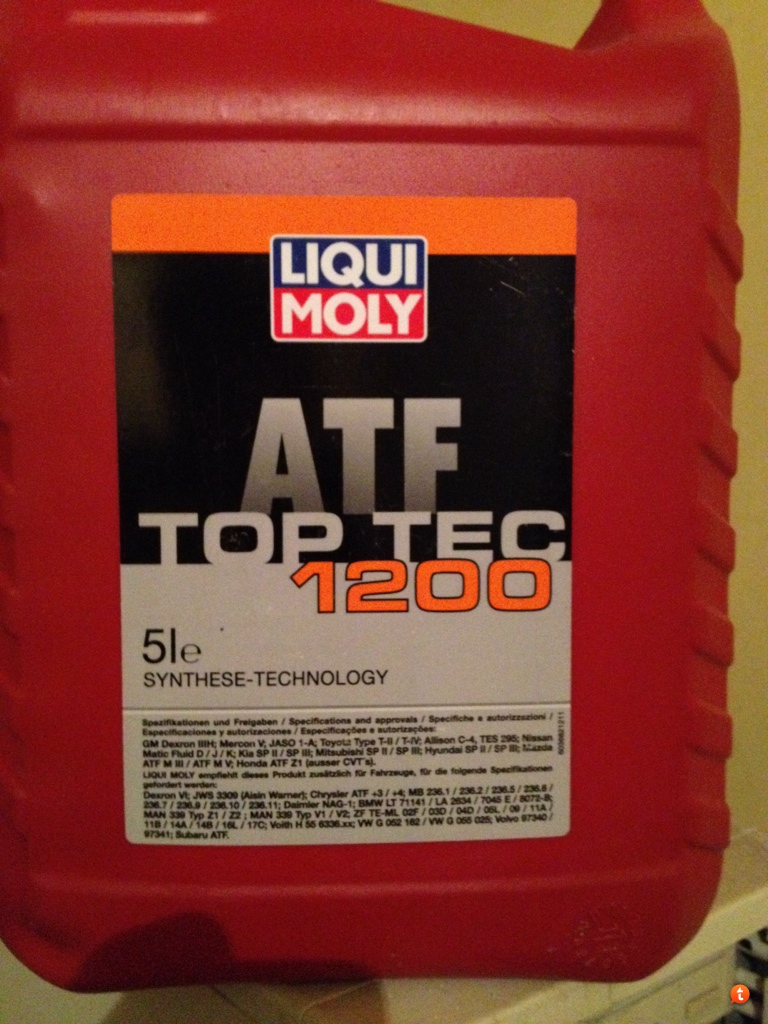 LIQUI
MOLY
ATF
TOP TEC
1200
5l e
SYNTHESE-TECHNOLOGY
Spezifikationen und Freigaben / Specifications and approvals / Specifiche e autorizzazioni /
Especificaciones y autorizaciones / Especificações e autorizações:
GM Dexron IIIH; Mercon V; JASO 1-A; Toyota Type T-II / T-IV; Allison C-4, TES 295; Nissan
Matic Fluid D / J / K; Kia SP II / SP III; Mitsubishi SP II / SP III; Hyundai SP II / SP III; Mazda
ATF M III / MV; Honda ATF Z1 (ausser CVT's).
LIQUI MOLY empfiehlt dieses Produkt zusätzlich für Fahrzeuge, für die folgende Spezifikationen
gefordert werden:
Dexron VI; JWS 3309 (Aisin Warner); Chrysler ATF +3 / +4; MB 236.1 / 236.2 / 236.5 / 236.6 /
236.7 / 236.9 / 236.10 / 236.11; Daimler NAG-1; BMW LT 71141 / LA 2634 / 7045 E / 8072-B;
MAN 339 Typ Z1 / Z2 ; MAN 339 Typ V1 / V2; ZF TE-ML 02F / 03D / 04D / 05L / 09 / 11A /
11B / 14A / 14B / 16L / 17C; Voith H 55 6336.xx; VW G 052 162 / VW G 055 025; Volvo 97340 /
97341; Subaru ATF.
t